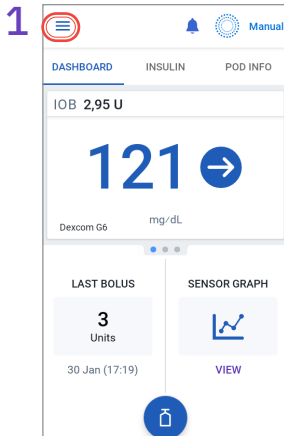 1
Manual
DASHBOARD INSULIN POD INFO
IOB 2,95 U
121
mg/dL
Dexcom G6
LAST BOLUS SENSOR GRAPH
3
Units
30 Jan (17:19) VIEW